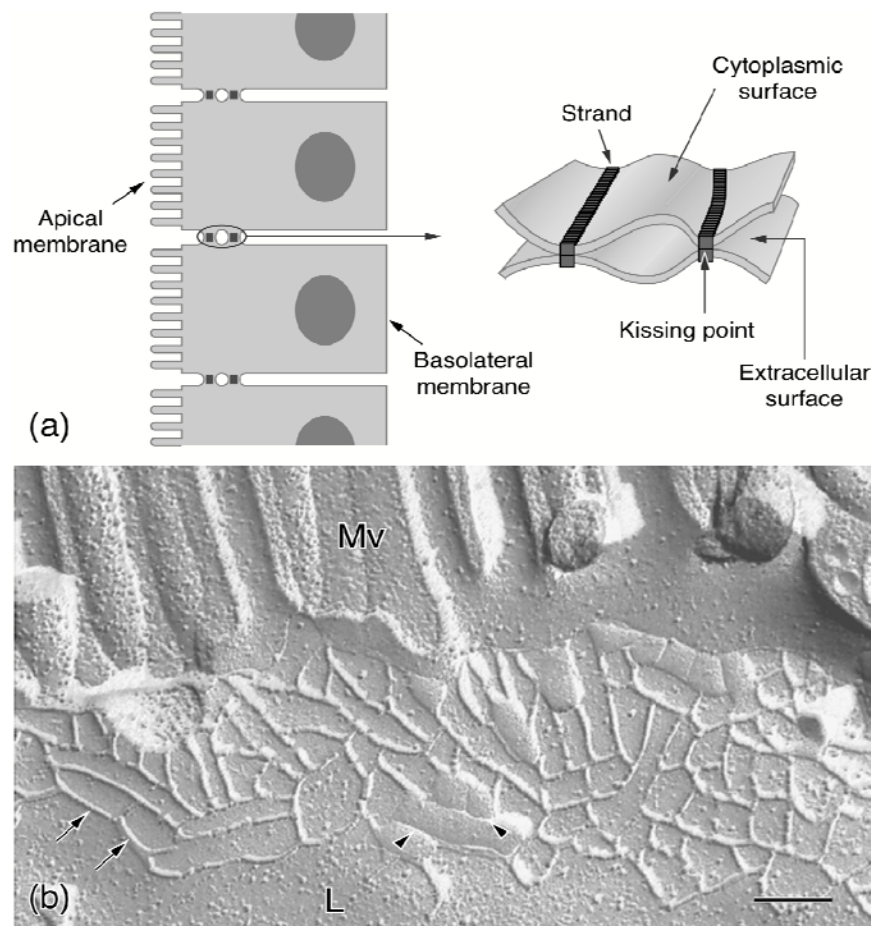 Cytoplasmic
surface
Strand
Apical
membrane
Kissing point
Basolateral
membrane
Extracellular
surface
(a)
Mv
(b)
L